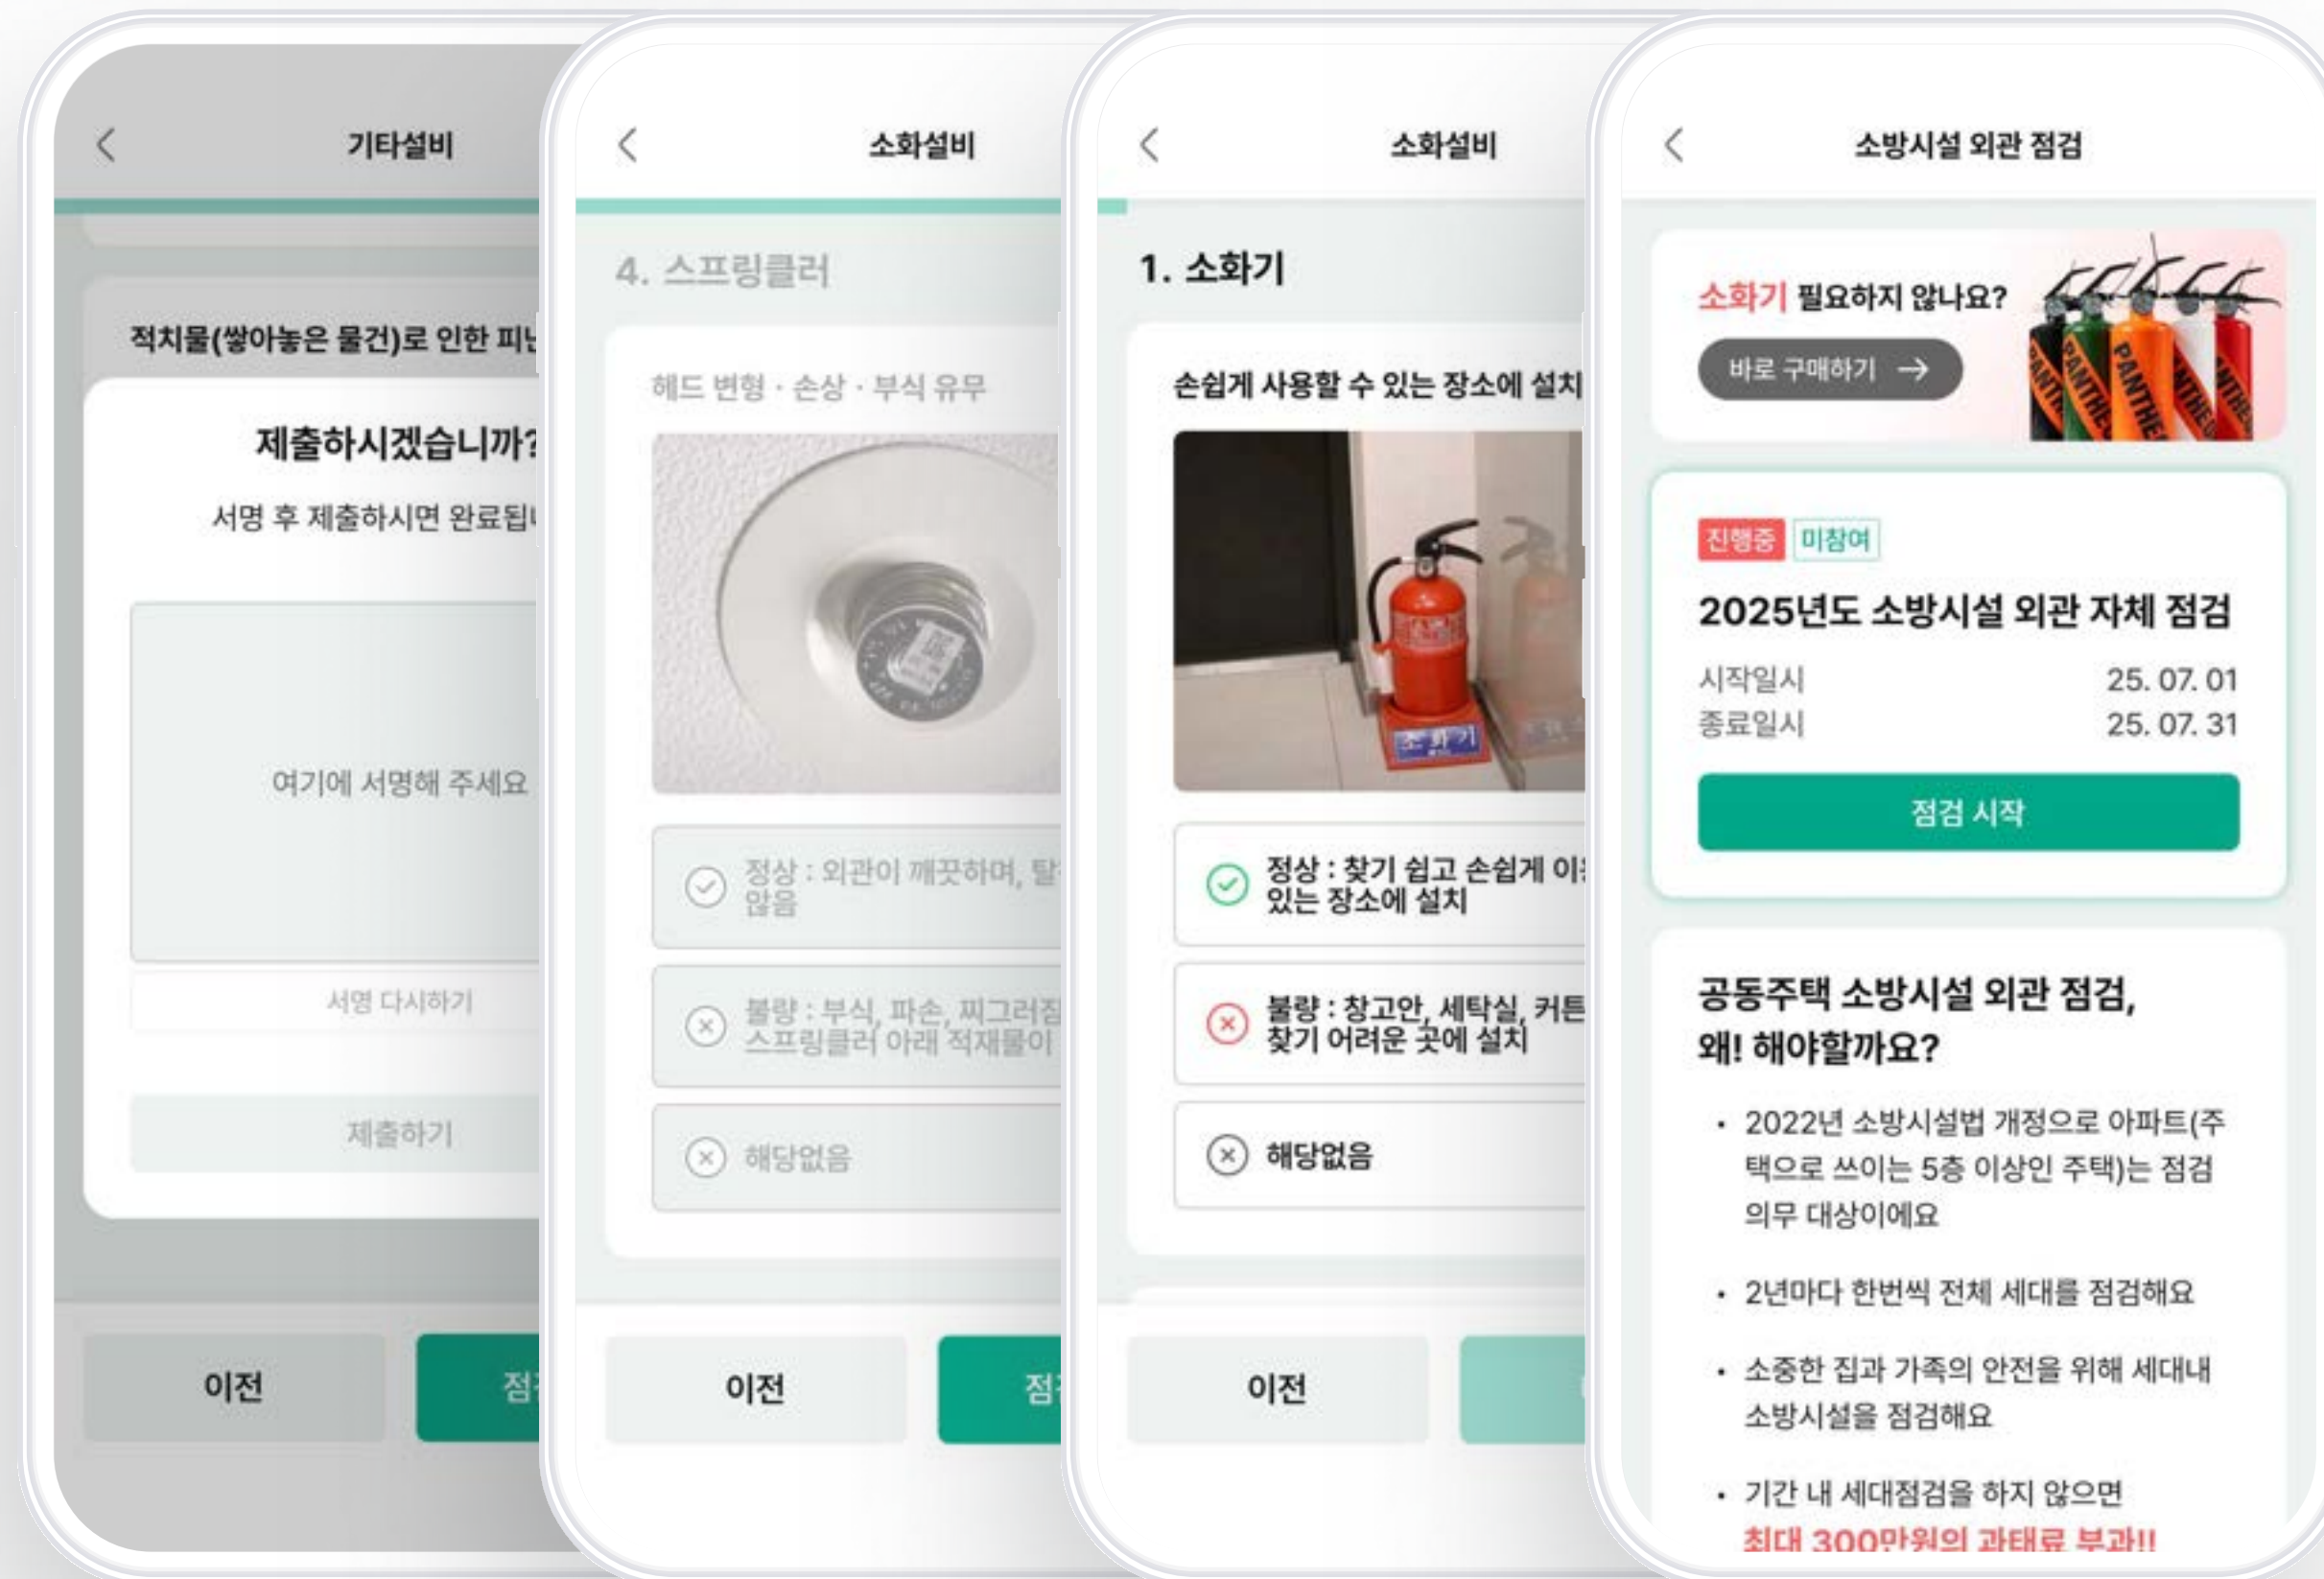 기타설비
적치물(쌓아놓은 물건)로 인한
제출하시겠습니까?
서명 후 제출하시면
여기에 서명해 주세요
서명 다시하기
제출하기
이전
소화설비
4. 스프링클러
헤드 변형 · 손상 · 부식 유무
정상 : 외관이 깨끗하며,
않음
불량 : 부식, 파손, 찌그러짐
스프링클러 아래 적재물이
해당없음
이전
소화설비
1. 소화기
손쉽게 사용할 수 있는 장소에 설치
소화기
정상 : 찾기 쉽고 손쉽게
있는 장소에 설치
불량 : 창고안, 세탁실, 커튼
찾기 어려운 곳에 설치
해당없음
이전
소방시설 외관 점검
소화기 필요하지 않나요?
바로 구매하기 →
진행중 미참여
2025년도 소방시설 외관 자체 점검
시작일시 25. 07. 01
종료일시 25. 07. 31
점검 시작
공동주택 소방시설 외관 점검,
왜! 해야할까요?
• 2022년 소방시설법 개정으로 아파트(주
택으로 쓰이는 5층 이상인 주택)는 점검
의무 대상이에요
• 2년마다 한번씩 전체 세대를 점검해요
• 소중한 집과 가족의 안전을 위해 세대내
소방시설을 점검해요
• 기간 내 세대점검을 하지 않으면
최대 300만원의 과태료 부과!!